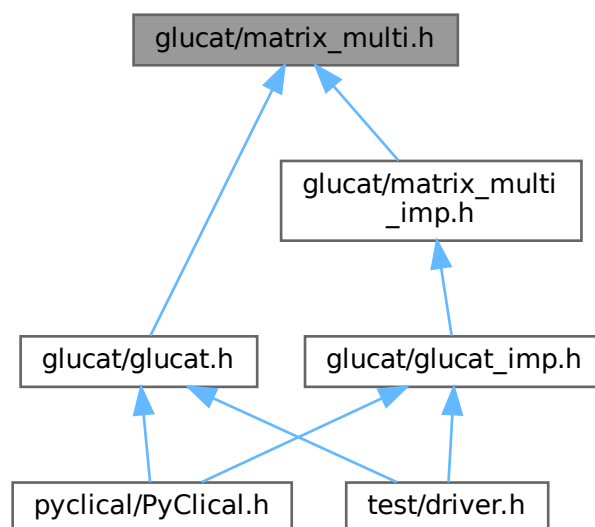 glucat/matrix_multi.h
glucat/matrix_multi
_imp.h
glucat/glucat.h
glucat/glucat_imp.h
pyclical/PyClical.h
test/driver.h